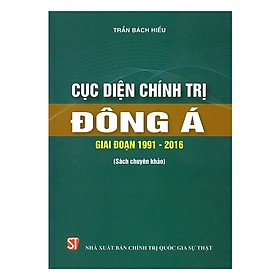 TRẦN BÁCH HIẾU
CỤC DIỆN CHÍNH TRỊ
ĐÔNG Á
GIAI ĐOẠN 1991 - 2016
(Sách chuyên khảo)
ST
NHÀ XUẤT BẢN CHÍNH TRỊ QUỐC GIA SỰ THẬT